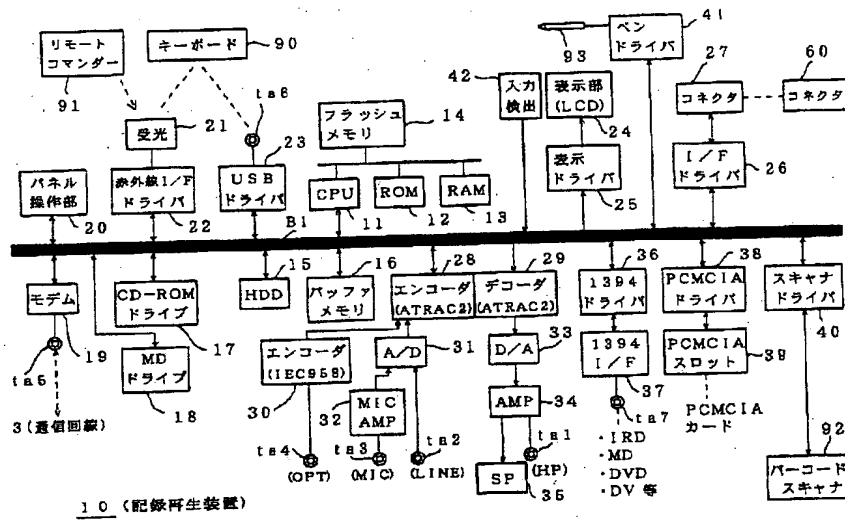 リモート
コマンダー
91
キーボード
90
93
ペン
ドライバ
41
受光
21
ta6
フラッシュ
メモリ
14
42
入力
検出
表示部
(LCD)
24
27
コネクタ
60
コネクタ
パネル
操作部
20
赤外線I/F
ドライバ
22
USB
ドライバ
23
CPU
11
ROM
12
RAM
13
表示
ドライバ
25
I/F
ドライバ
26
B1
モデム
19
CD-ROM
ドライブ
17
HDD
15
バッファ
メモリ
16
エンコーダ
(ATRAC2)
28
デコーダ
(ATRAC2)
29
1394
ドライバ
36
PCMCIA
ドライバ
38
スキャナ
ドライバ
40
ta5
3(通信回線)
MD
ドライブ
18
エンコーダ
(IEC958)
30
A/D
31
D/A
33
1394
I/F
37
PCMCIA
スロット
39
MIC
AMP
32
AMP
34
ta7
PCMCIA
カード
ta4
(OPT)
ta3
(MIC)
ta2
(LINE)
ta1
(HP)
SP
35
・IRD
・MD
・DVD
・DV等
92
バーコード
スキャナ
10(記録再生装置)